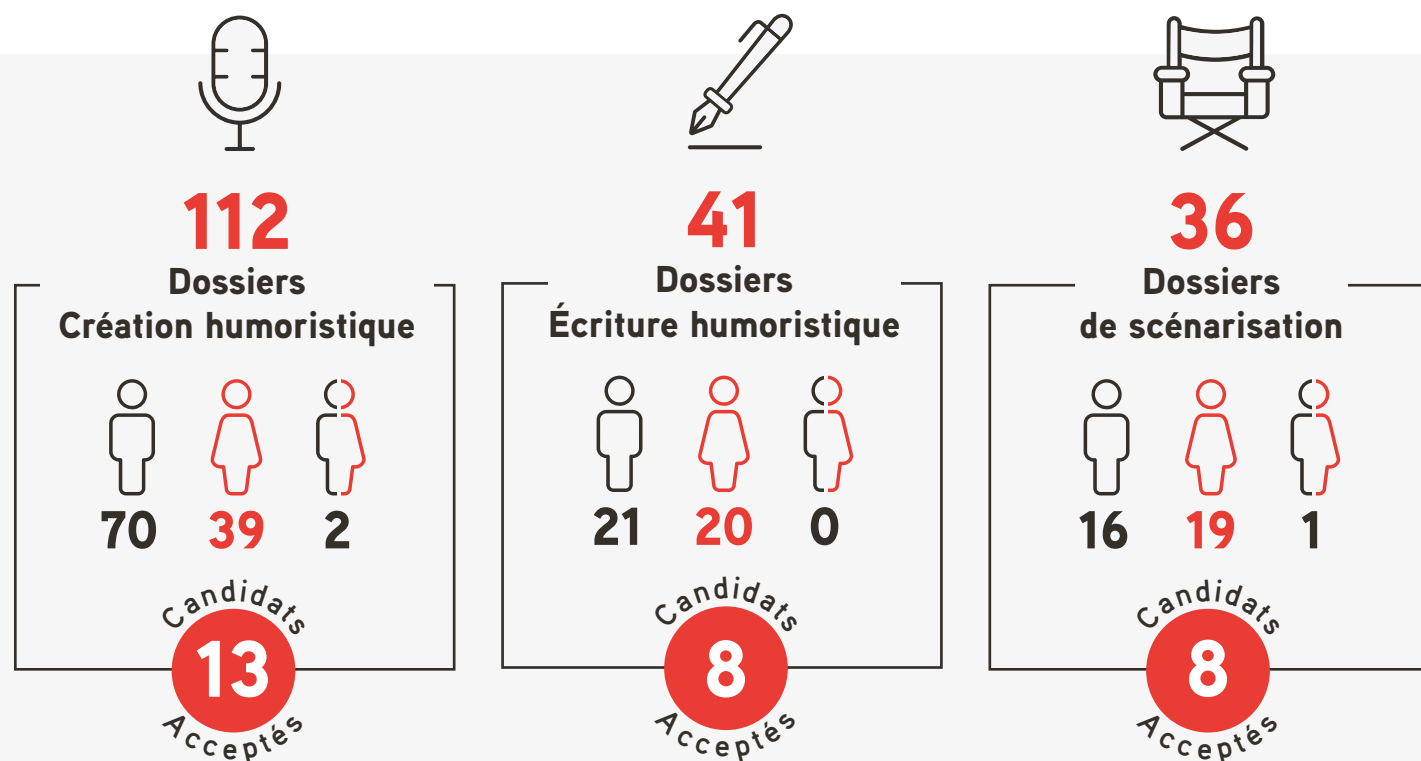 112
Dossiers
Création humoristique
70 39 2
Candidats
13
Acceptés
41
Dossiers
Écriture humoristique
21 20 0
Candidats
8
Acceptés
36
Dossiers
de scénarisation
16 19 1
Candidats
8
Acceptés